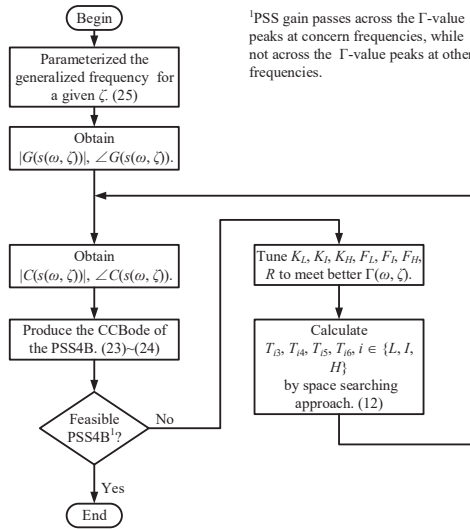 Begin
Parameterized the
generalized frequency for
a given ζ. (25)
Obtain
|G(s(ω, ζ))|, ∠G(s(ω, ζ)).
Obtain
|C(s(ω, ζ))|, ∠C(s(ω, ζ)).
Produce the CCBode of
the PSS4B. (23)~(24)
Feasible
PSS4B¹?
No
Yes
End
Tune K_L, K_I, K_H, F_L, F_I, F_H,
R to meet better Γ(ω, ζ).
Calculate
T_i3, T_i4, T_i5, T_i6, i ∈ {L, I,
H}
by space searching
approach. (12)
¹PSS gain passes across the Γ-value
peaks at concern frequencies, while
not across the Γ-value peaks at other
frequencies.